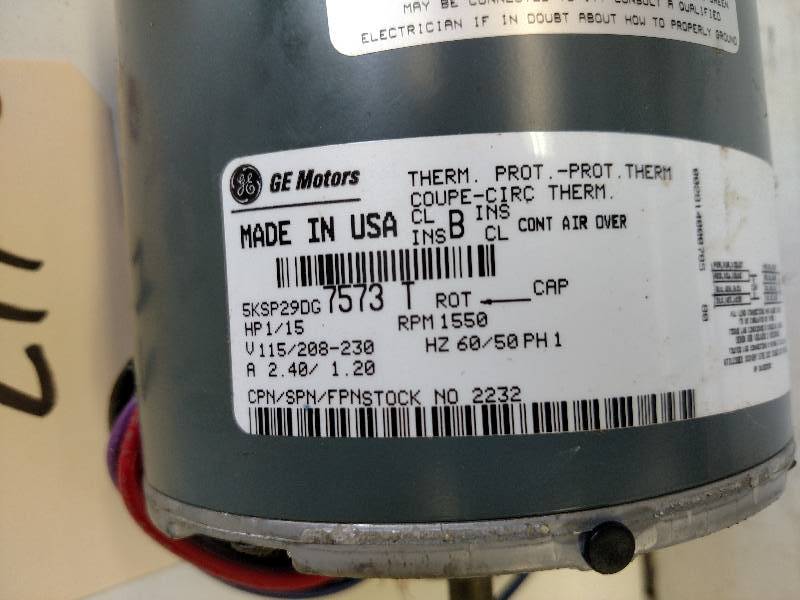 MAY BE CONNECTED CONSULT A QUALIFIED
ELECTRICIAN IF IN DOUBT ABOUT HOW TO PROPERLY GROUND
GE Motors
THERM. PROT.-PROT.THERM
COUPE-CIRC THERM.
MADE IN USA
CL B INS
INS CL
CONT AIR OVER
5KSP29DG 7573 T
ROT ← CAP
HP 1/15
RPM 1550
V 115/208-230
HZ 60/50 PH 1
A 2.40/ 1.20
CPN/SPN/FPNSTOCK NO 2232